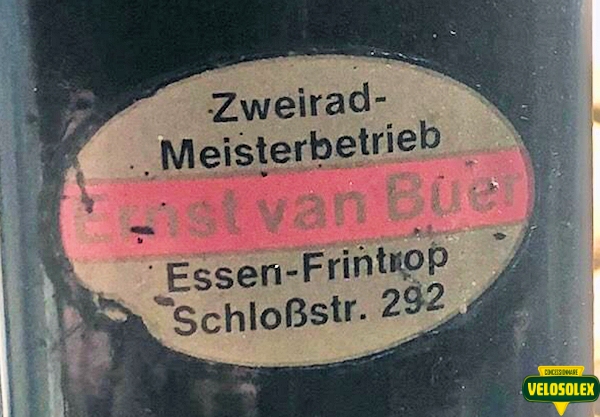 Zweirad-
Meisterbetrieb
Ernst van Buer
Essen-Frintrop
Schloßstr. 292
CONCESSIONNAIRE
VELOSOLEX